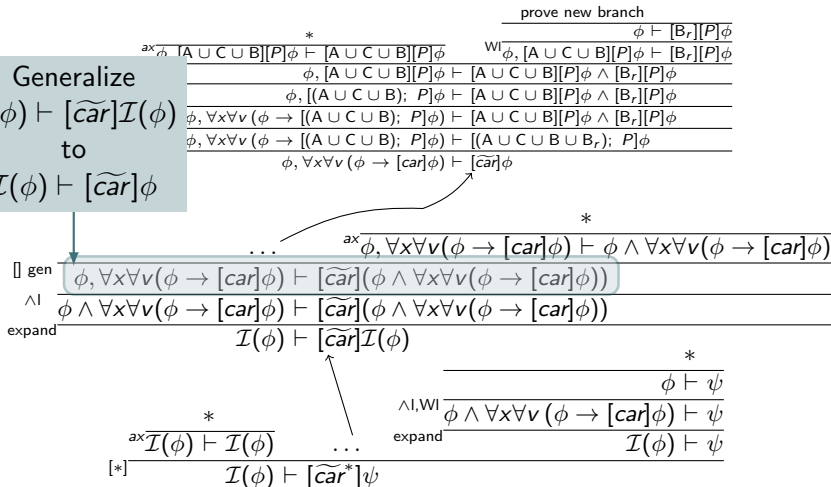 prove new branch
ϕ ⊢ [B_r][P]ϕ
* WI ϕ, [A ∪ C ∪ B][P]ϕ ⊢ [B_r][P]ϕ
ax ϕ, [A ∪ C ∪ B][P]ϕ ⊢ [A ∪ C ∪ B][P]ϕ
ϕ, [A ∪ C ∪ B][P]ϕ ⊢ [A ∪ C ∪ B][P]ϕ ∧ [B_r][P]ϕ
ϕ, [(A ∪ C ∪ B); P]ϕ ⊢ [A ∪ C ∪ B][P]ϕ ∧ [B_r][P]ϕ
ϕ, ∀x∀v (ϕ → [(A ∪ C ∪ B); P]ϕ) ⊢ [A ∪ C ∪ B][P]ϕ ∧ [B_r][P]ϕ
ϕ, ∀x∀v (ϕ → [(A ∪ C ∪ B); P]ϕ) ⊢ [(A ∪ C ∪ B ∪ B_r); P]ϕ
ϕ, ∀x∀v (ϕ → [car]ϕ) ⊢ [c͠ar]ϕ
Generalize
ϕ) ⊢ [c͠ar]ℐ(ϕ)
to
ℐ(ϕ) ⊢ [c͠ar]ϕ
*
... ax ϕ, ∀x∀v(ϕ → [car]ϕ) ⊢ ϕ ∧ ∀x∀v(ϕ → [car]ϕ)
[] gen ϕ, ∀x∀v(ϕ → [car]ϕ) ⊢ [c͠ar](ϕ ∧ ∀x∀v(ϕ → [car]ϕ))
∧l ϕ ∧ ∀x∀v(ϕ → [car]ϕ) ⊢ [c͠ar](ϕ ∧ ∀x∀v(ϕ → [car]ϕ))
expand ℐ(ϕ) ⊢ [c͠ar]ℐ(ϕ)
*
ϕ ⊢ ψ
∧l,Wl ϕ ∧ ∀x∀v (ϕ → [car]ϕ) ⊢ ψ
* expand
ax ℐ(ϕ) ⊢ ℐ(ϕ) ... ℐ(ϕ) ⊢ ψ
[*] ℐ(ϕ) ⊢ [c͠ar*]ψ